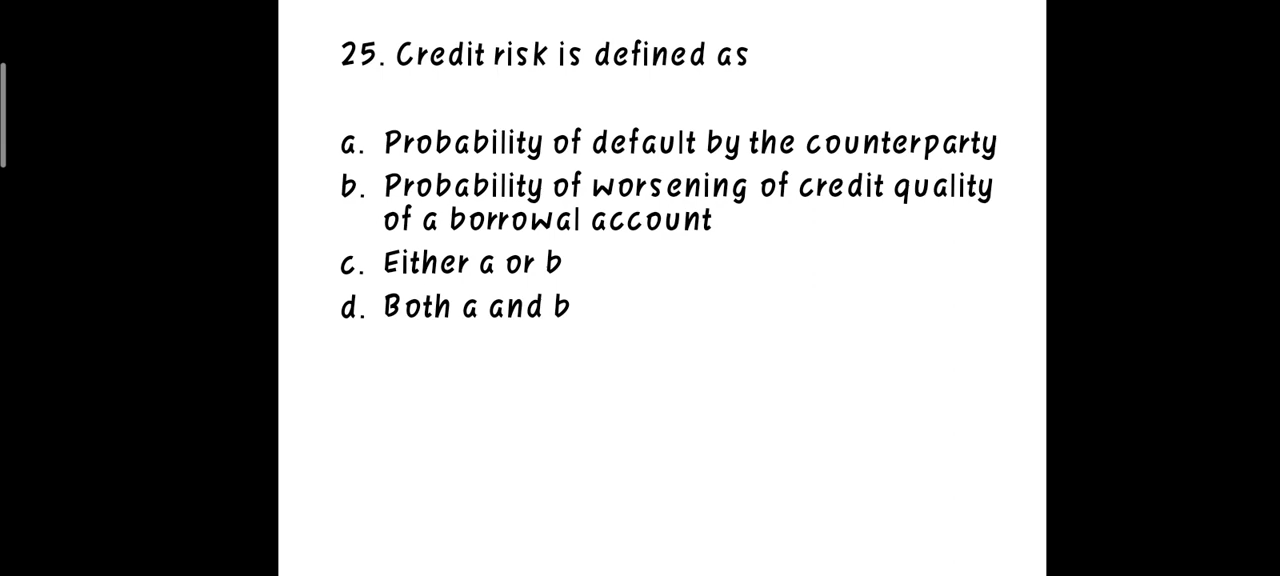 25. Credit risk is defined as
a. Probability of default by the counterparty
b. Probability of worsening of credit quality
of a borrowal account
c. Either a or b
d. Both a and b